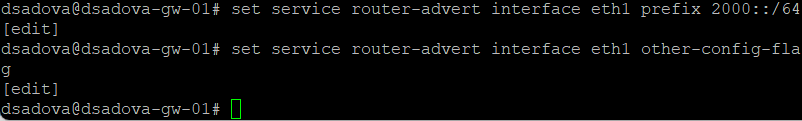 dsadova@dsadova-gw-01# set service router-advert interface eth1 prefix 2000::/64
[edit]
dsadova@dsadova-gw-01# set service router-advert interface eth1 other-config-fla
g
[edit]
dsadova@dsadova-gw-01#